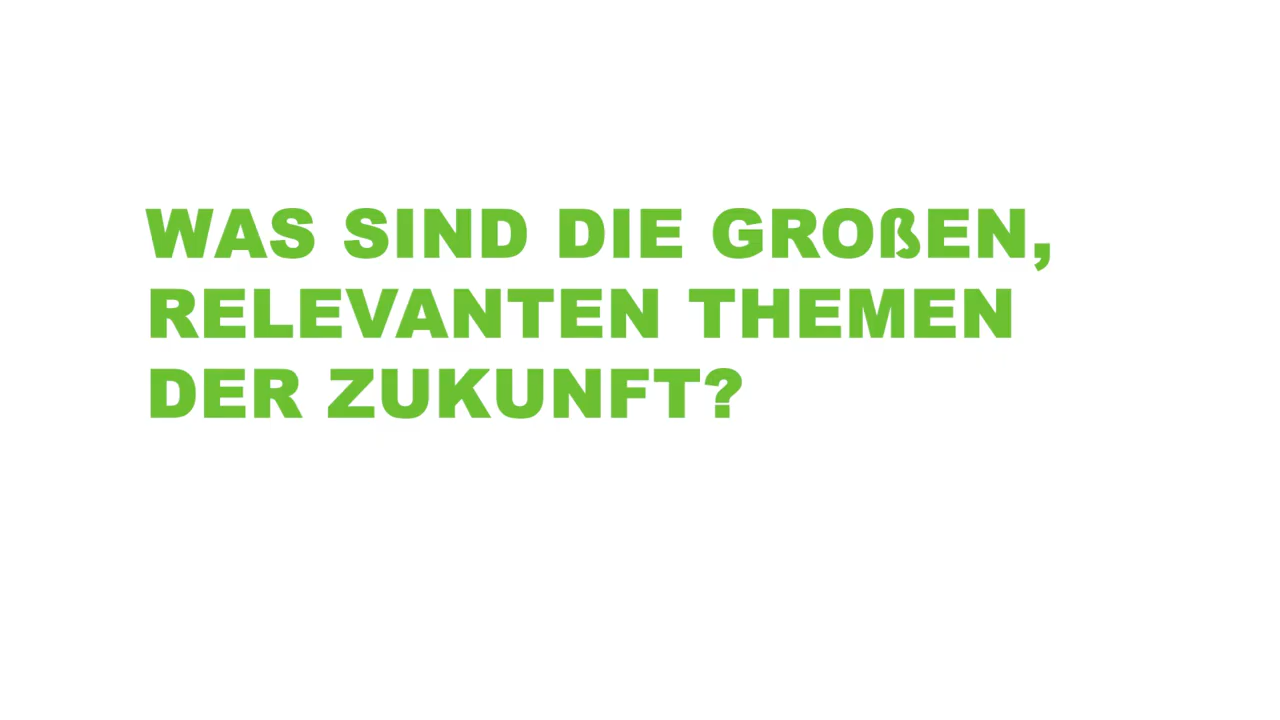 WAS SIND DIE GROßEN,
RELEVANTEN THEMEN
DER ZUKUNFT?